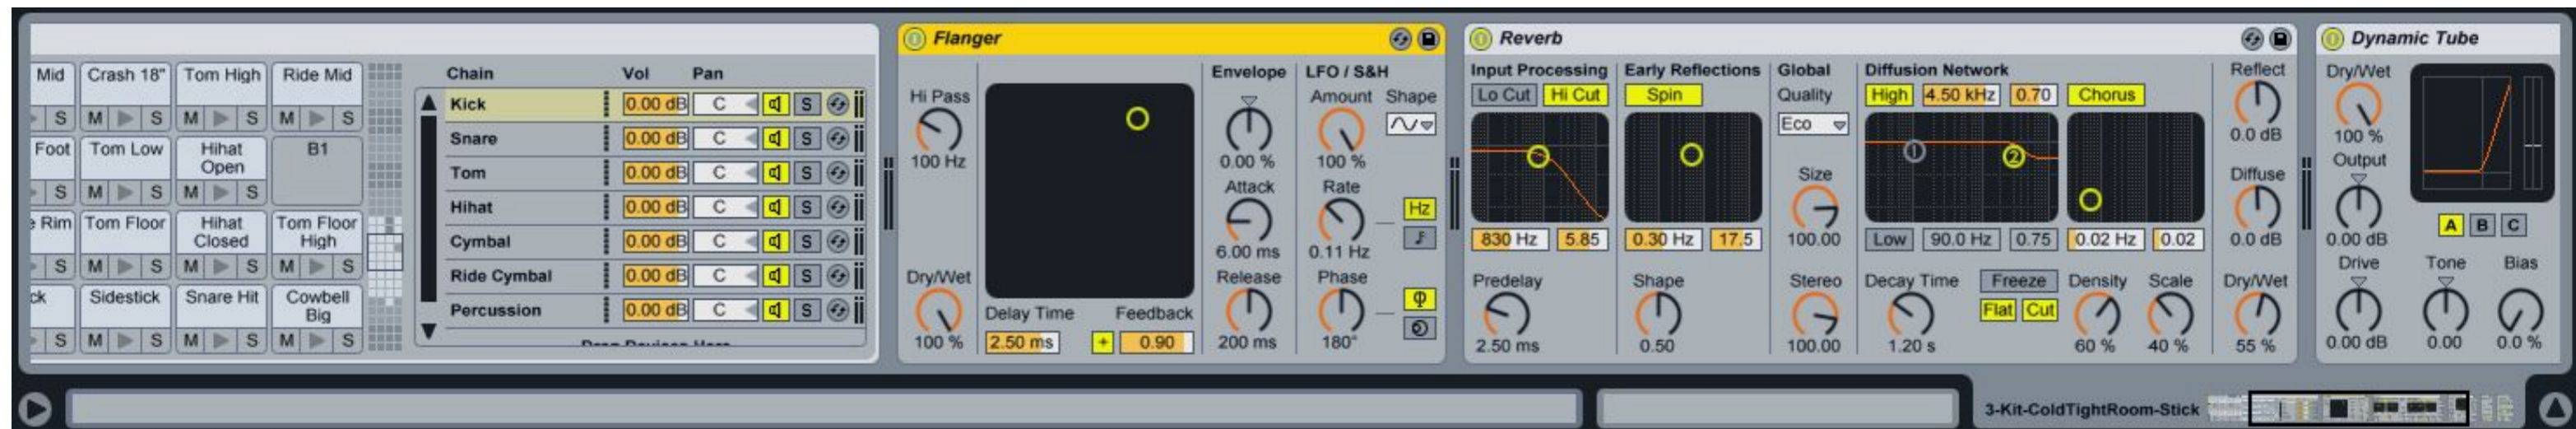 Mid Crash 18" Tom High Ride Mid
S M S M S M S
Foot Tom Low Hihat Open B1
S M S M S
Rim Tom Floor Hihat Closed Tom Floor High
S M S M S M S
Sidestick Snare Hit Cowbell Big
S M S M S M S
Chain Vol Pan
Kick 0.00 dB C S
Snare 0.00 dB C S
Tom 0.00 dB C S
Hihat 0.00 dB C S
Cymbal 0.00 dB C S
Ride Cymbal 0.00 dB C S
Percussion 0.00 dB C S
Flanger
Hi Pass
100 Hz
Dry/Wet
100 %
Delay Time Feedback
2.50 ms + 0.90
Envelope
0.00 %
Attack
6.00 ms
Release
200 ms
LFO / S&H
Amount Shape
100 %
Rate
Hz
0.11 Hz
Phase
180°
Reverb
Input Processing
Lo Cut Hi Cut
830 Hz 5.85
Predelay
2.50 ms
Early Reflections
Spin
0.30 Hz 17.5
Shape
0.50
Global
Quality
Eco
Size
100.00
Stereo
100.00
Diffusion Network
High 4.50 kHz 0.70 Chorus
1 2
Low 90.0 Hz 0.75 0.02 Hz 0.02
Decay Time Freeze Density Scale
Flat Cut
1.20 s 60 % 40 %
Reflect
0.0 dB
Diffuse
0.0 dB
Dry/Wet
55 %
Dynamic Tube
Dry/Wet
100 %
Output
0.00 dB
A B C
Drive Tone Bias
0.00 dB 0.00 0.0 %
3-Kit-ColdTightRoom-Stick